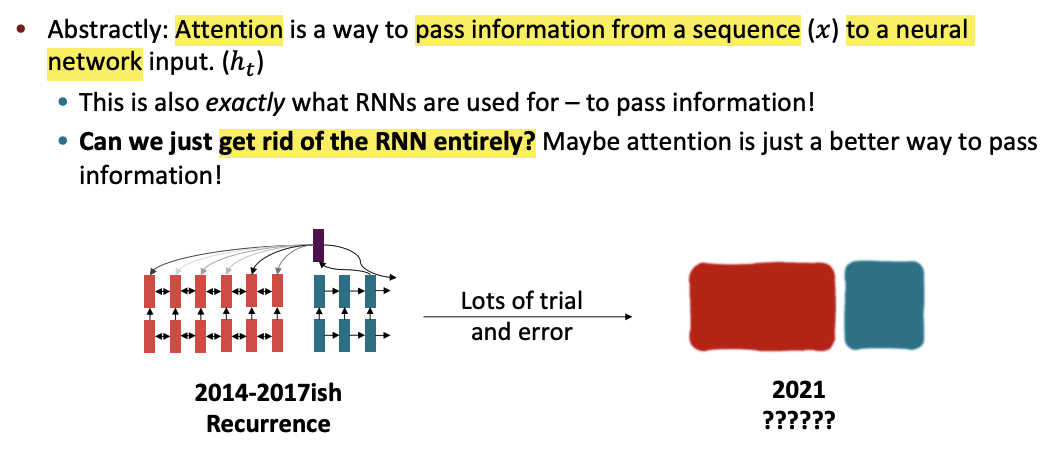 • Abstractly: Attention is a way to pass information from a sequence (x) to a neural
network input. (hₜ)
• This is also exactly what RNNs are used for – to pass information!
• Can we just get rid of the RNN entirely? Maybe attention is just a better way to pass
information!
Lots of trial
and error
2014-2017ish
Recurrence
2021
??????